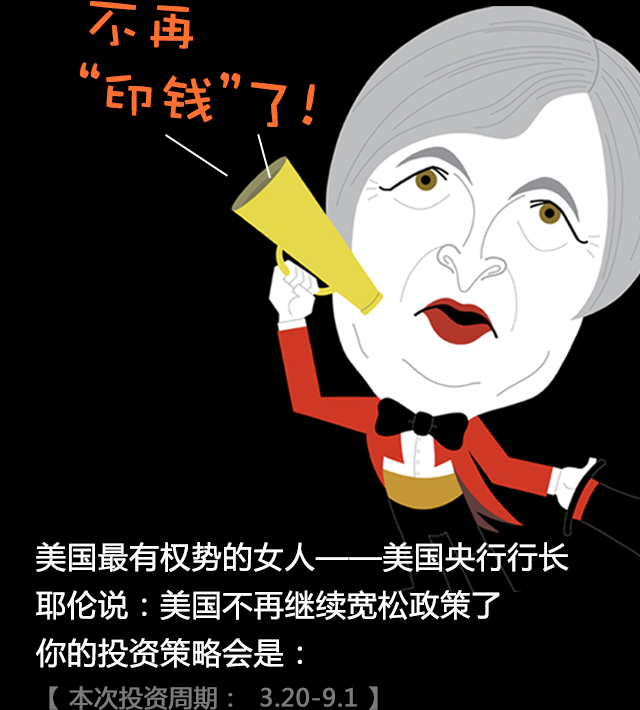 不再
“印钱”了！
美国最有权势的女人——美国央行行长
耶伦说：美国不再继续宽松政策了
你的投资策略会是：
【 本次投资周期： 3.20-9.1 】